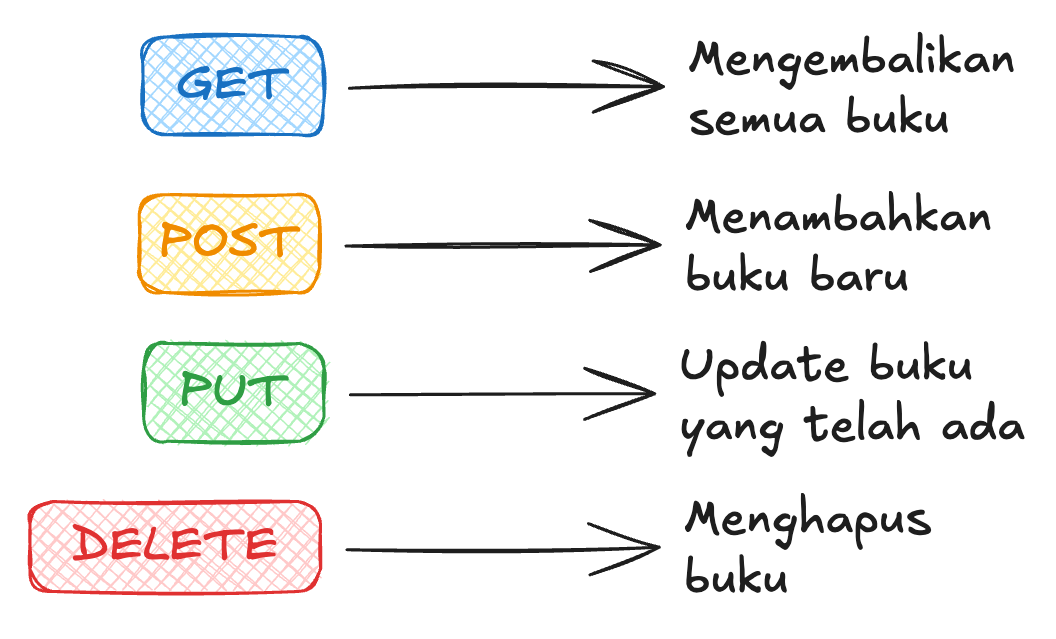 GET
Mengembalikan
semua buku
POST
Menambahkan
buku baru
PUT
Update buku
yang telah ada
DELETE
Menghapus
buku